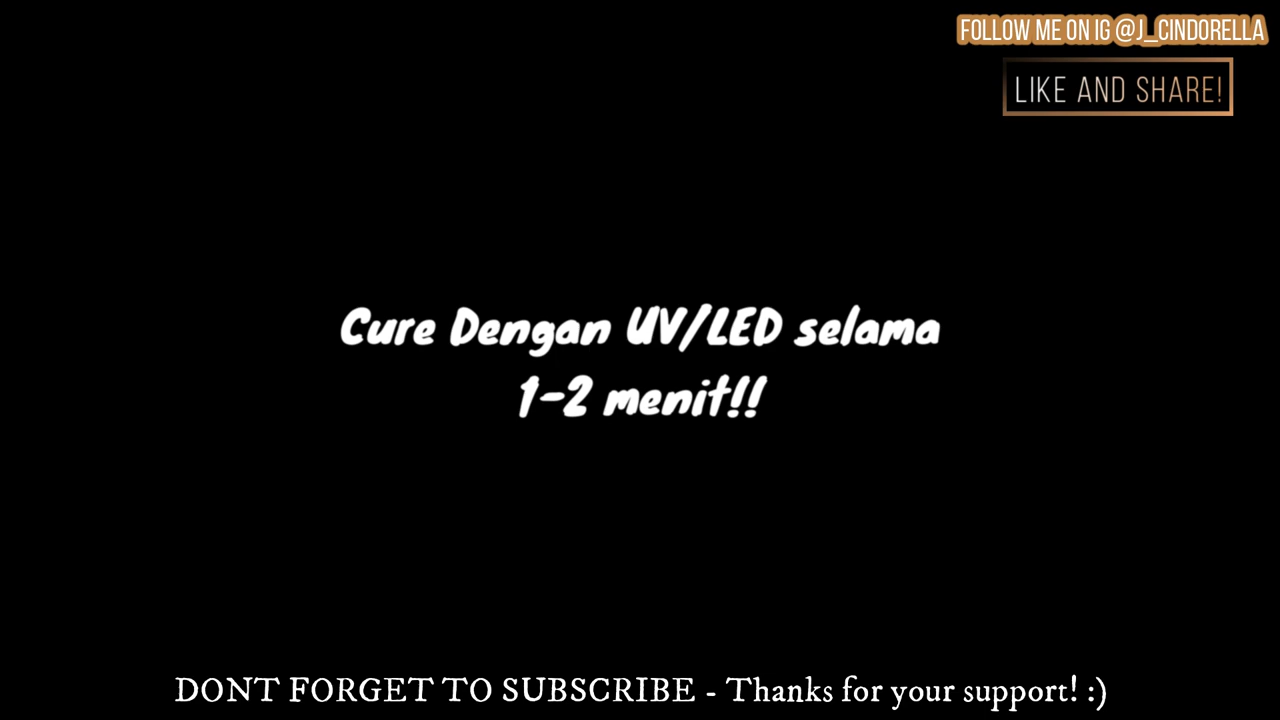 FOLLOW ME ON IG @J_CINDORELLA
LIKE AND SHARE!
Cure Dengan UV/LED selama
1-2 menit!!
DONT FORGET TO SUBSCRIBE - Thanks for your support! :)